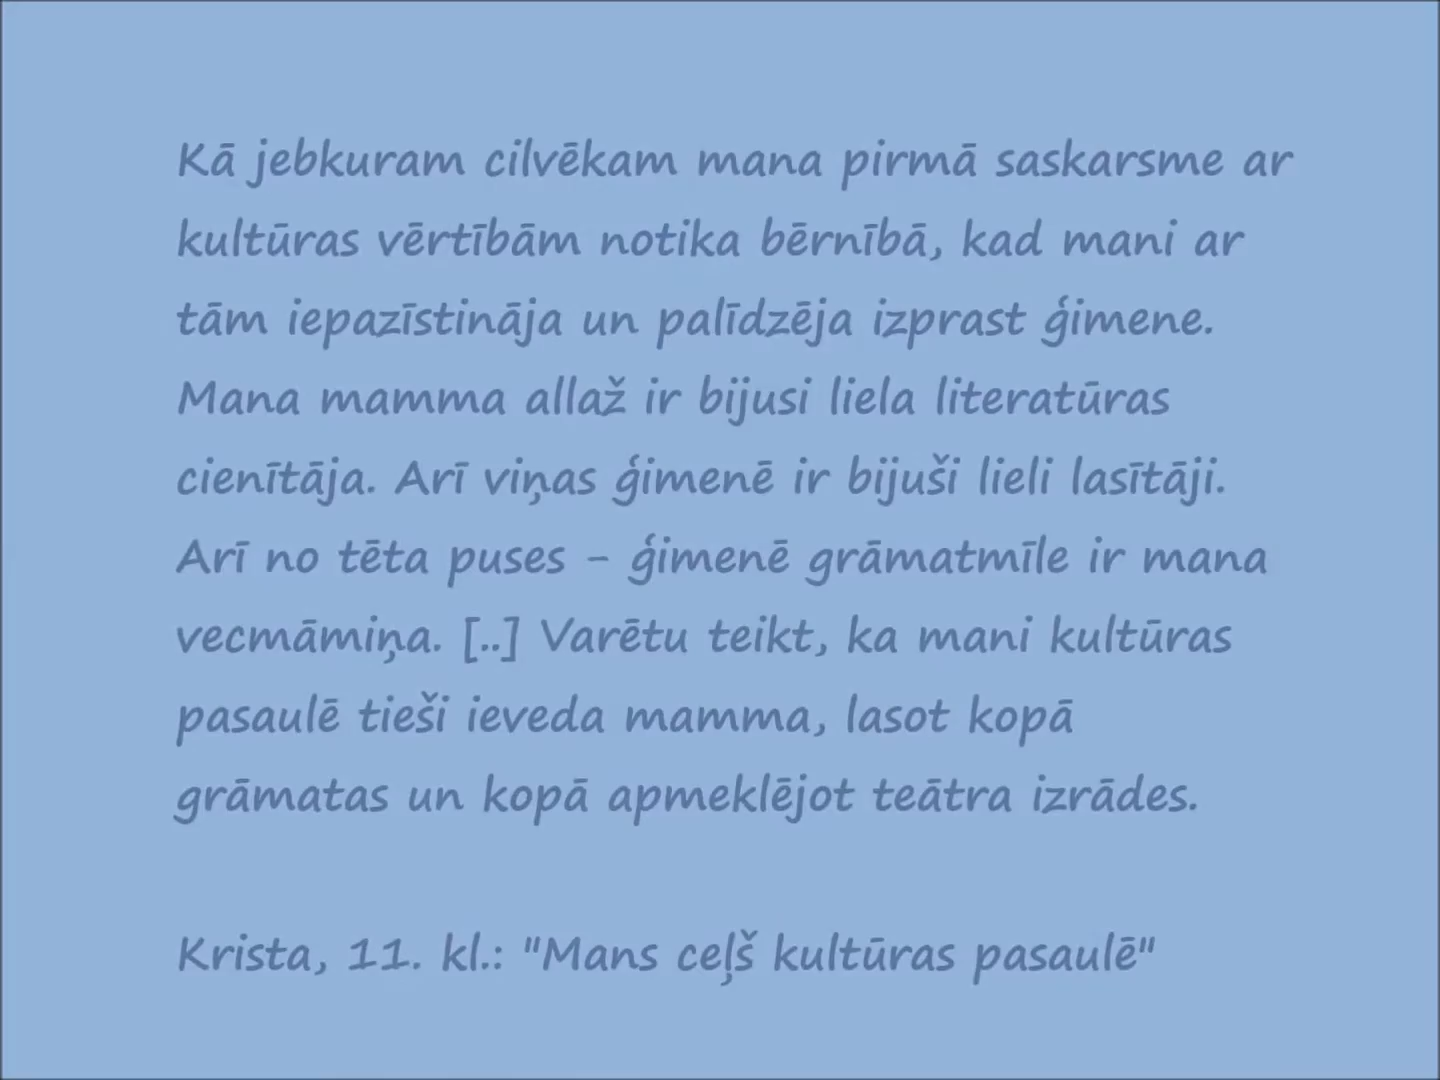 Kā jebkuram cilvēkam mana pirmā saskarsme ar
kultūras vērtībām notika bērnībā, kad mani ar
tām iepazīstināja un palīdzēja izprast ģimene.
Mana mamma allaž ir bijusi liela literatūras
cienītāja. Arī viņas ģimenē ir bijuši lieli lasītāji.
Arī no tēta puses – ģimenē grāmatmīle ir mana
vecmāmiņa. [..] Varētu teikt, ka mani kultūras
pasaulē tieši ieveda mamma, lasot kopā
grāmatas un kopā apmeklējot teātra izrādes.
Krista, 11. kl.: "Mans ceļš kultūras pasaulē"